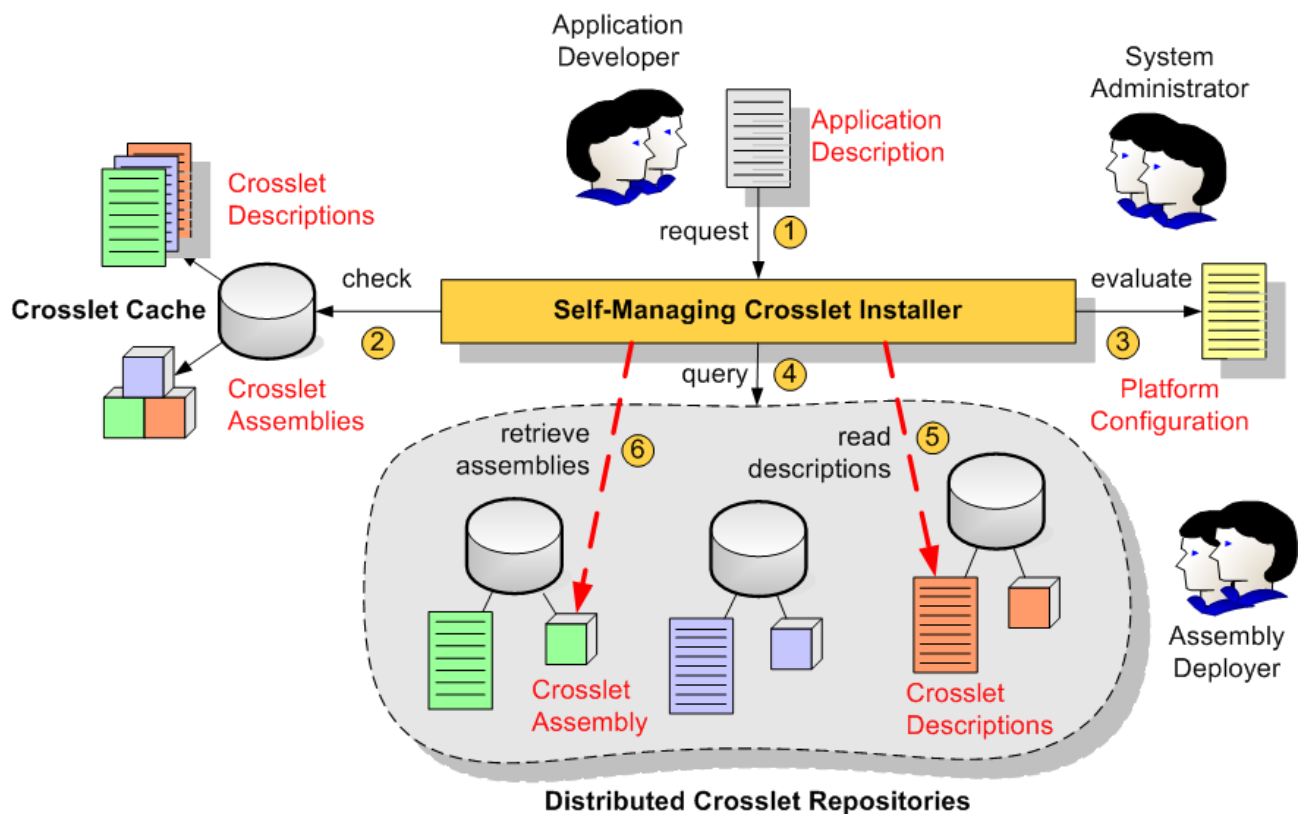 Application
Developer
System
Administrator
Application
Description
Crosslet
Descriptions
request
1
check
evaluate
Crosslet Cache
Self-Managing Crosslet Installer
2
3
query
4
Crosslet
Assemblies
Platform
Configuration
retrieve
assemblies
6
read
descriptions
5
Assembly
Deployer
Crosslet
Assembly
Crosslet
Descriptions
Distributed Crosslet Repositories